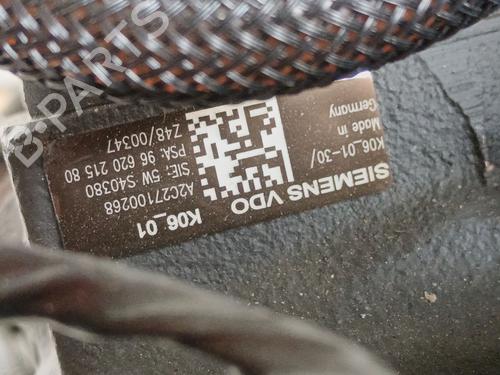 SIEMENS VDO
K06_01-30/
Made in
Germany
K06_01
A2C27100268
SIE: 5W S40380
PSA: 96 620 215 80
Z48/00347
B-PARTS